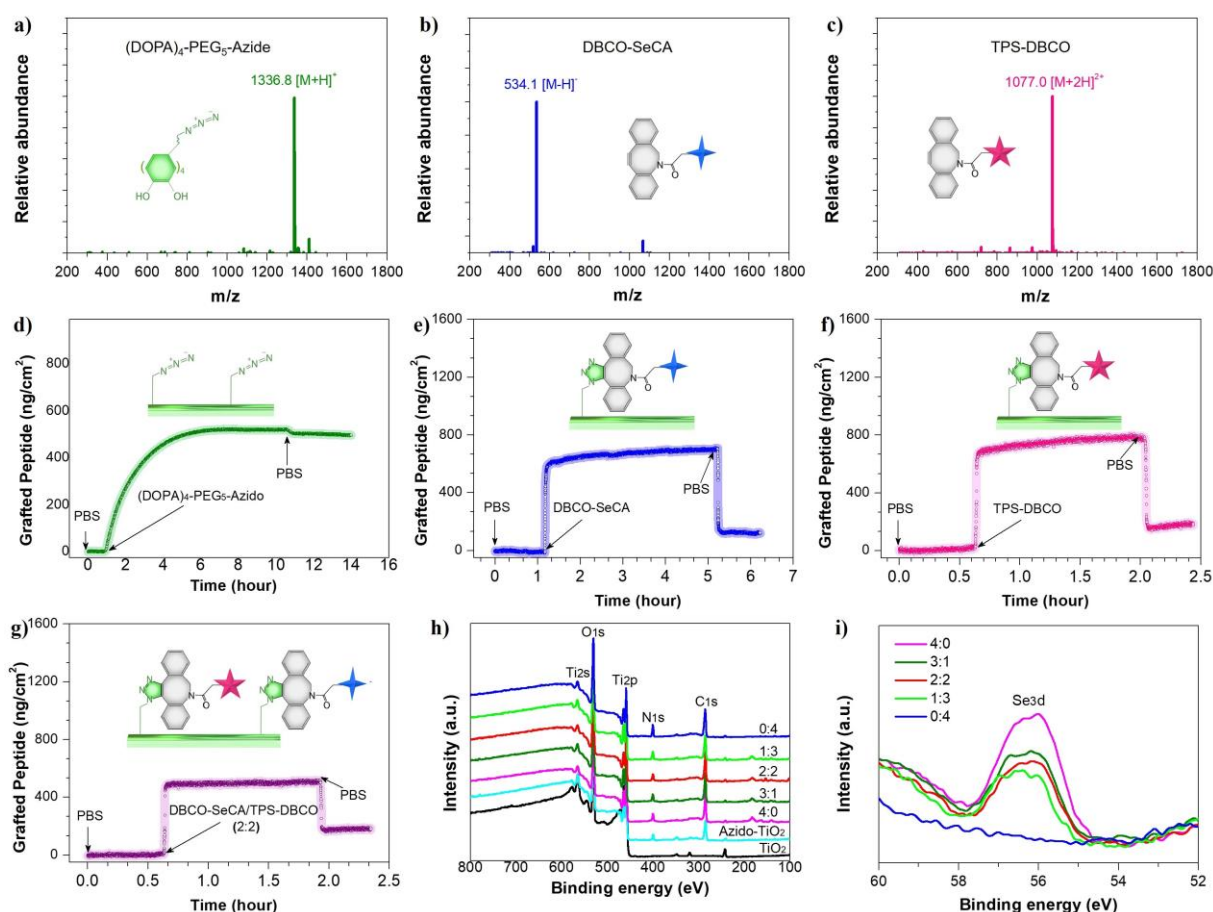 a)
(DOPA)₄-PEG₅-Azide
1336.8 [M+H]⁺
N=N=N
+ -
( )₄
HO OH
Relative abundance
200 400 600 800 1000 1200 1400 1600 1800
m/z
b)
DBCO-SeCA
534.1 [M-H]⁻
N
O
Relative abundance
200 400 600 800 1000 1200 1400 1600 1800
m/z
c)
TPS-DBCO
1077.0 [M+2H]²⁺
N
O
Relative abundance
200 400 600 800 1000 1200 1400 1600 1800
m/z
d)
N=N=N N=N=N
+ - + -
800
600
400
200
0
Grafted Peptide (ng/cm²)
PBS
PBS
(DOPA)₄-PEG₅-Azido
0 2 4 6 8 10 12 14 16
Time (hour)
e)
N N N N
O
1600
1200
800
400
0
Grafted Peptide (ng/cm²)
PBS
PBS
DBCO-SeCA
0 1 2 3 4 5 6 7
Time (hour)
f)
N N N N
O
1600
1200
800
400
0
Grafted Peptide (ng/cm²)
PBS
PBS
TPS-DBCO
0.0 0.5 1.0 1.5 2.0 2.5
Time (hour)
g)
N N N N
O
N N N N
O
1600
1200
800
400
0
Grafted Peptide (ng/cm²)
PBS
PBS
DBCO-SeCA/TPS-DBCO
(2:2)
0.0 0.5 1.0 1.5 2.0 2.5
Time (hour)
h)
O1s
Ti2s
Ti2p
N1s
C1s
0:4
1:3
2:2
3:1
4:0
Azido-TiO₂
TiO₂
Intensity (a.u.)
800 700 600 500 400 300 200 100
Binding energy (eV)
i)
4:0
3:1
2:2
1:3
0:4
Se3d
Intensity (a.u.)
60 58 56 54 52
Binding energy (eV)